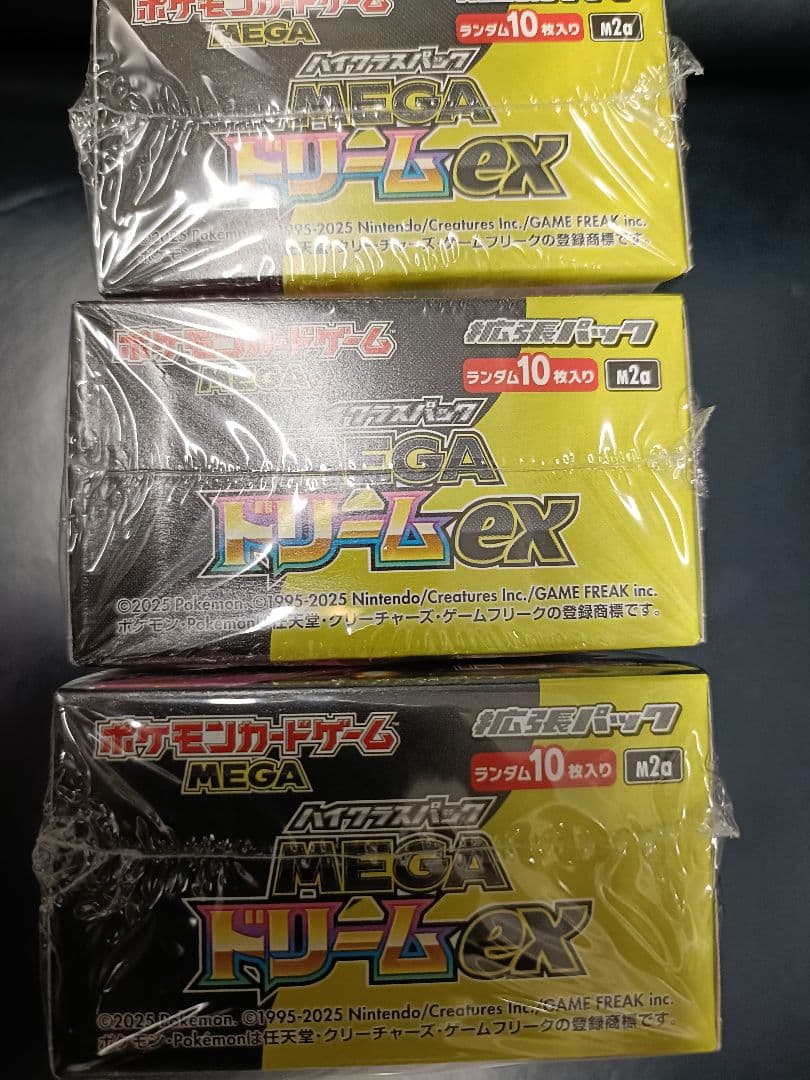 ポケモンカードゲーム
MEGA
ランダム10枚入り M2a
ハイクラスパック
MEGA
ドリームex
©2025 Pokémon. ©1995-2025 Nintendo/Creatures Inc./GAME FREAK inc.
ポケモン・Pokémonは任天堂・クリーチャーズ・ゲームフリークの登録商標です。
ポケモンカードゲーム 拡張パック
MEGA ランダム10枚入り M2a
ハイクラスパック
MEGA
ドリームex
©2025 Pokémon. ©1995-2025 Nintendo/Creatures Inc./GAME FREAK inc.
ポケモン・Pokémonは任天堂・クリーチャーズ・ゲームフリークの登録商標です。
ポケモンカードゲーム 拡張パック
MEGA ランダム10枚入り M2a
ハイクラスパック
MEGA
ドリームex
©2025 Pokémon. ©1995-2025 Nintendo/Creatures Inc./GAME FREAK inc.
ポケモン・Pokémonは任天堂・クリーチャーズ・ゲームフリークの登録商標です。